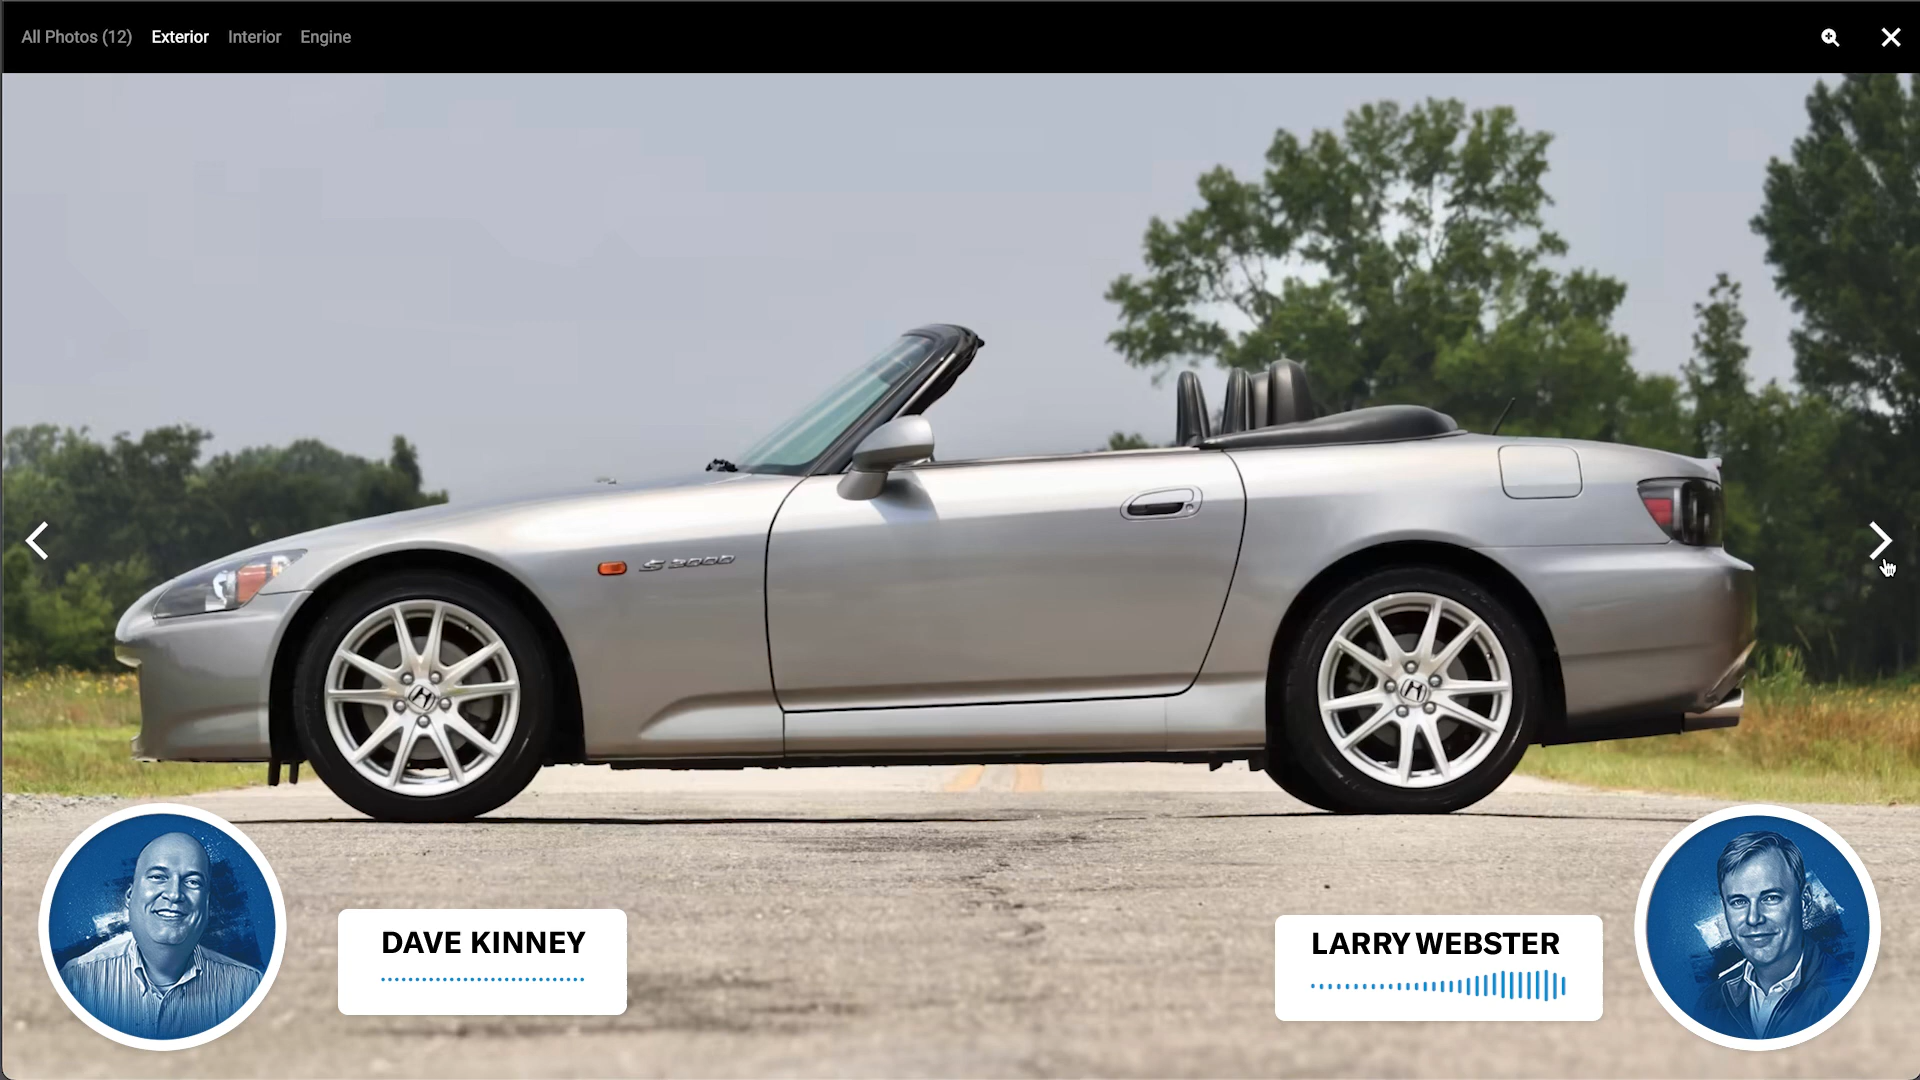 All Photos (12) Exterior Interior Engine
S2000
DAVE KINNEY
LARRY WEBSTER